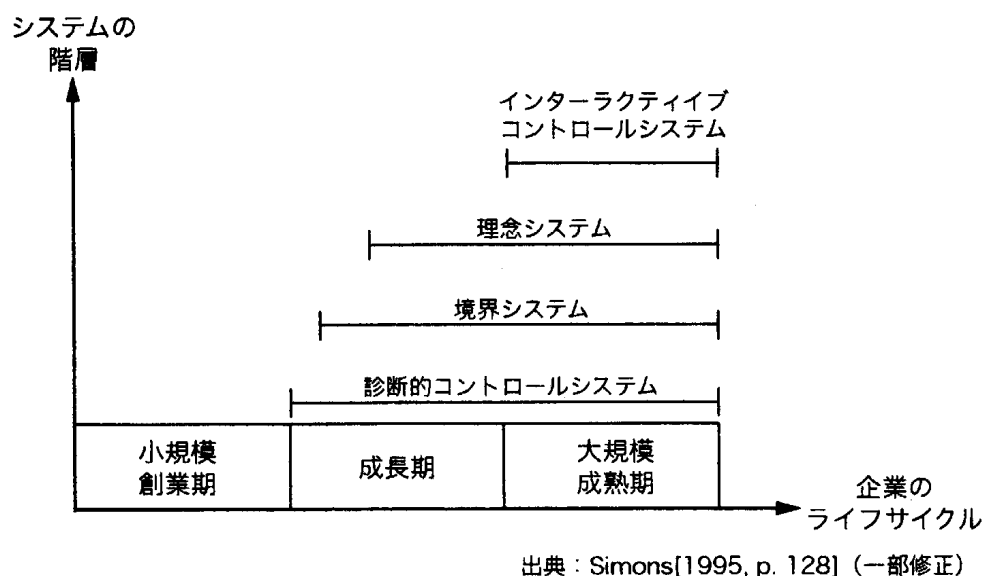 システムの
階層
インターラクティイブ
コントロールシステム
理念システム
境界システム
診断的コントロールシステム
小規模
創業期
成長期
大規模
成熟期
企業の
ライフサイクル
出典：Simons[1995, p. 128]（一部修正）